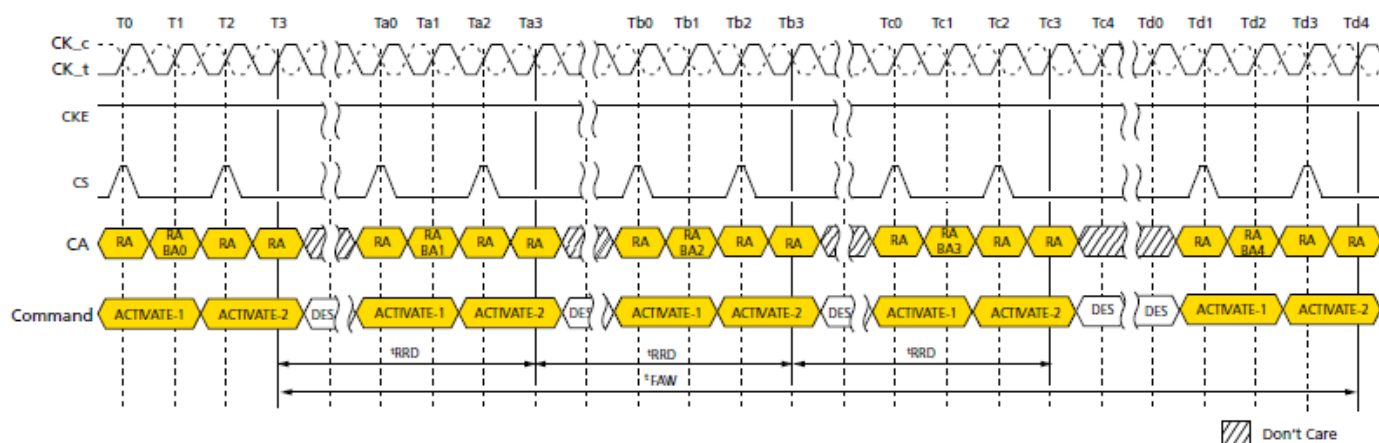 T0 T1 T2 T3 Ta0 Ta1 Ta2 Ta3 Tb0 Tb1 Tb2 Tb3 Tc0 Tc1 Tc2 Tc3 Tc4 Td0 Td1 Td2 Td3 Td4
CK_c
CK_t
CKE
CS
CA RA RA BA0 RA RA RA RA BA1 RA RA RA RA BA2 RA RA RA RA BA3 RA RA RA RA BA4 RA RA
Command ACTIVATE-1 ACTIVATE-2 DES ACTIVATE-1 ACTIVATE-2 DES ACTIVATE-1 ACTIVATE-2 DES ACTIVATE-1 ACTIVATE-2 DES DES ACTIVATE-1 ACTIVATE-2
tRRD tRRD tRRD
tFAW
Don't Care